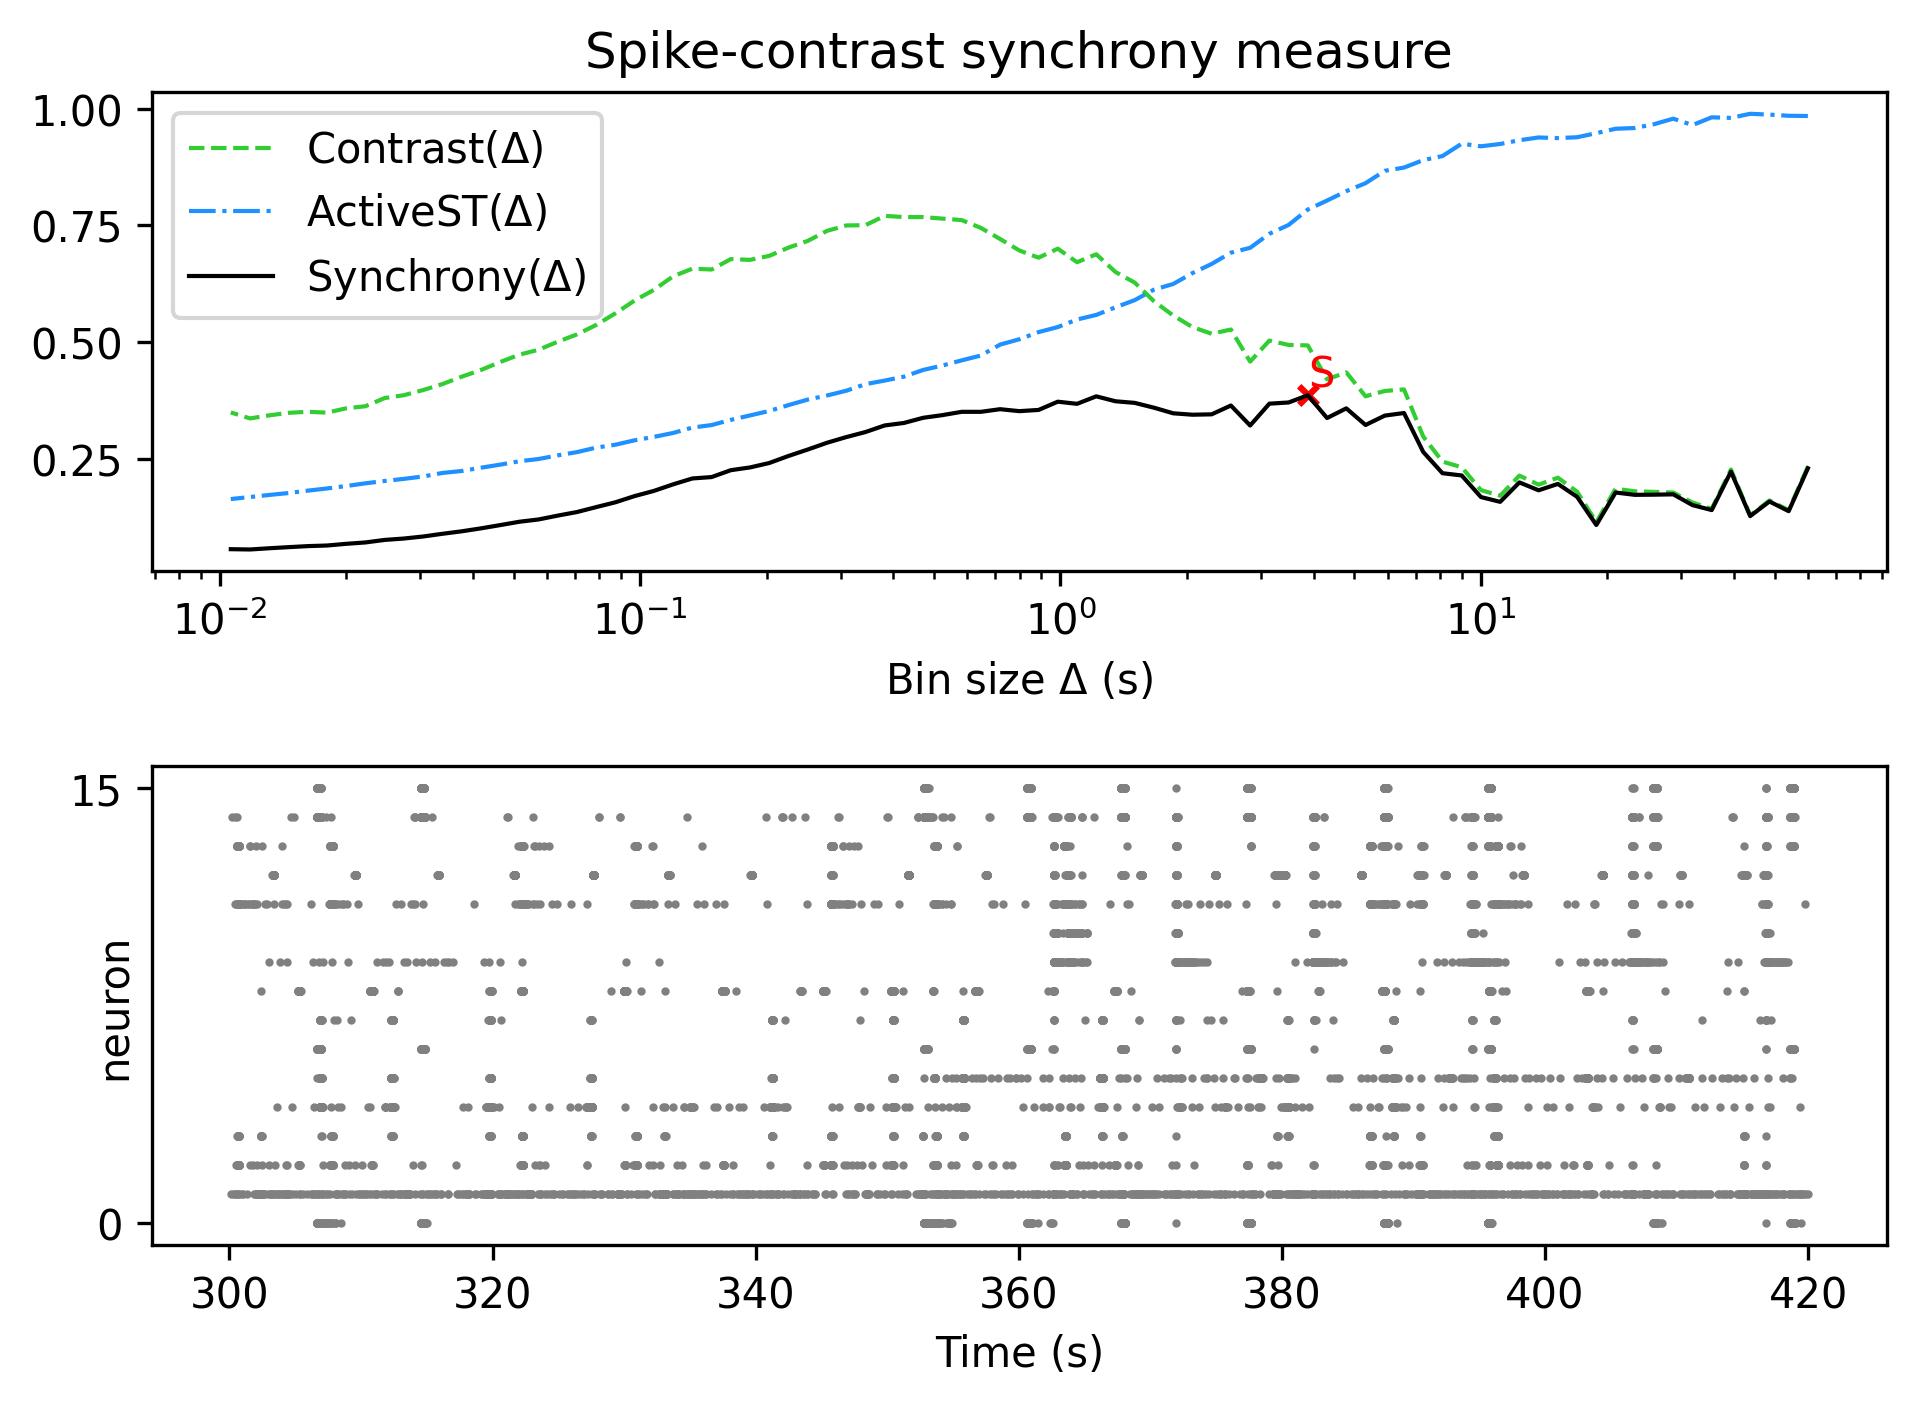 Spike-contrast synchrony measure
1.00
0.75
0.50
0.25
Contrast(Δ)
ActiveST(Δ)
Synchrony(Δ)
S
10⁻² 10⁻¹ 10⁰ 10¹
Bin size Δ (s)
15
0
neuron
300 320 340 360 380 400 420
Time (s)